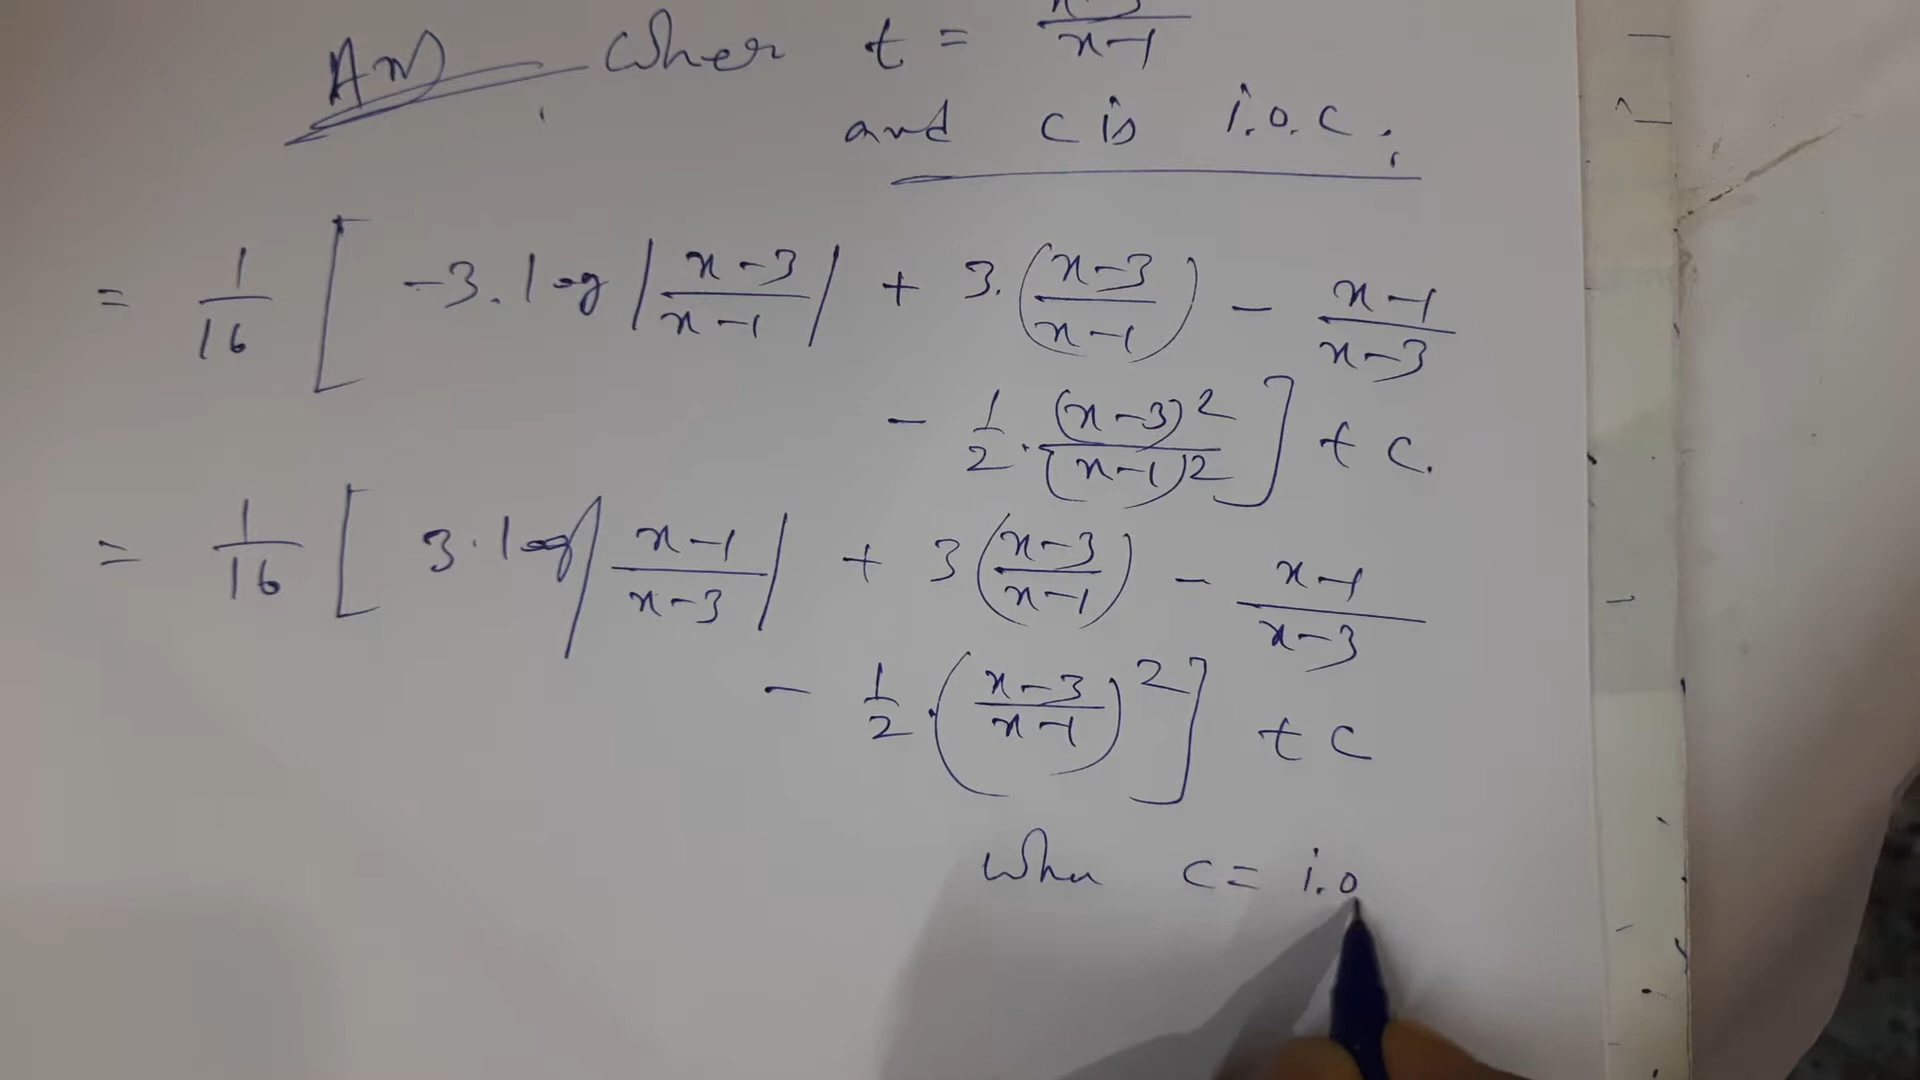 Ans Wher t = x-3/x-1
and c is i.o.c.
= 1/16 [ -3.log |x-3/x-1| + 3.(x-3/x-1) - x-1/x-3
- 1/2 . (x-3)²/(x-1)² ] + c.
= 1/16 [ 3.log |x-1/x-3| + 3(x-3/x-1) - x-1/x-3
- 1/2 . (x-3/x-1)² ] + c
Wher c = i.o